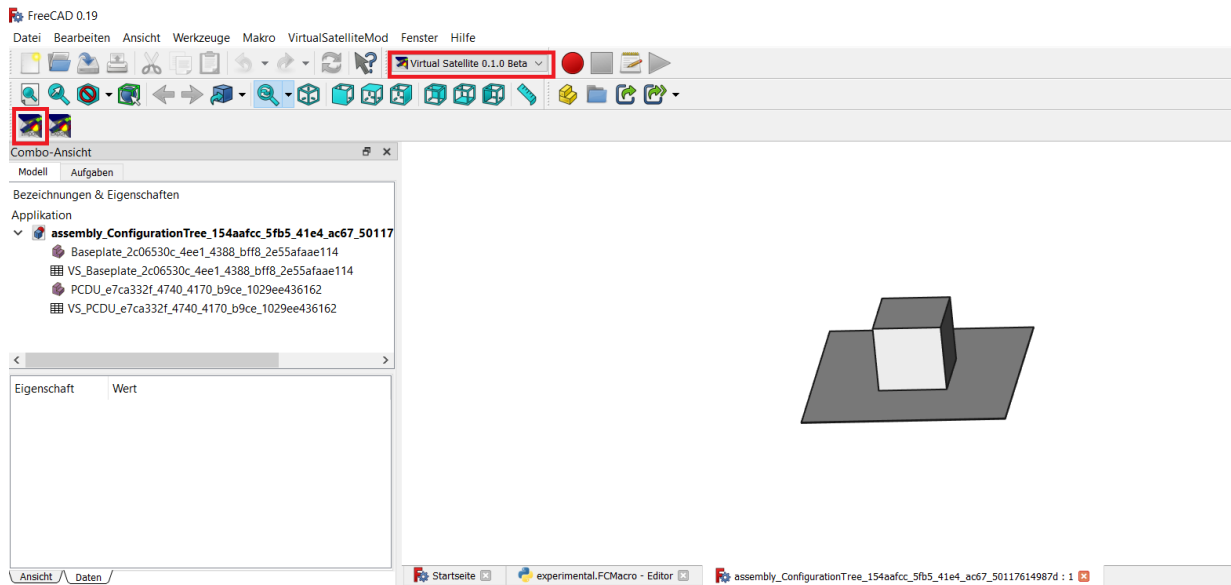 FreeCAD 0.19
Datei Bearbeiten Ansicht Werkzeuge Makro VirtualSatelliteMod Fenster Hilfe
Virtual Satellite 0.1.0 Beta
Combo-Ansicht
Modell Aufgaben
Bezeichnungen & Eigenschaften
Applikation
assembly_ConfigurationTree_154aafcc_5fb5_41e4_ac67_50117
Baseplate_2c06530c_4ee1_4388_bff8_2e55afaae114
VS_Baseplate_2c06530c_4ee1_4388_bff8_2e55afaae114
PCDU_e7ca332f_4740_4170_b9ce_1029ee436162
VS_PCDU_e7ca332f_4740_4170_b9ce_1029ee436162
Eigenschaft Wert
Ansicht Daten
Startseite
experimental.FCMacro - Editor
assembly_ConfigurationTree_154aafcc_5fb5_41e4_ac67_50117614987d : 1